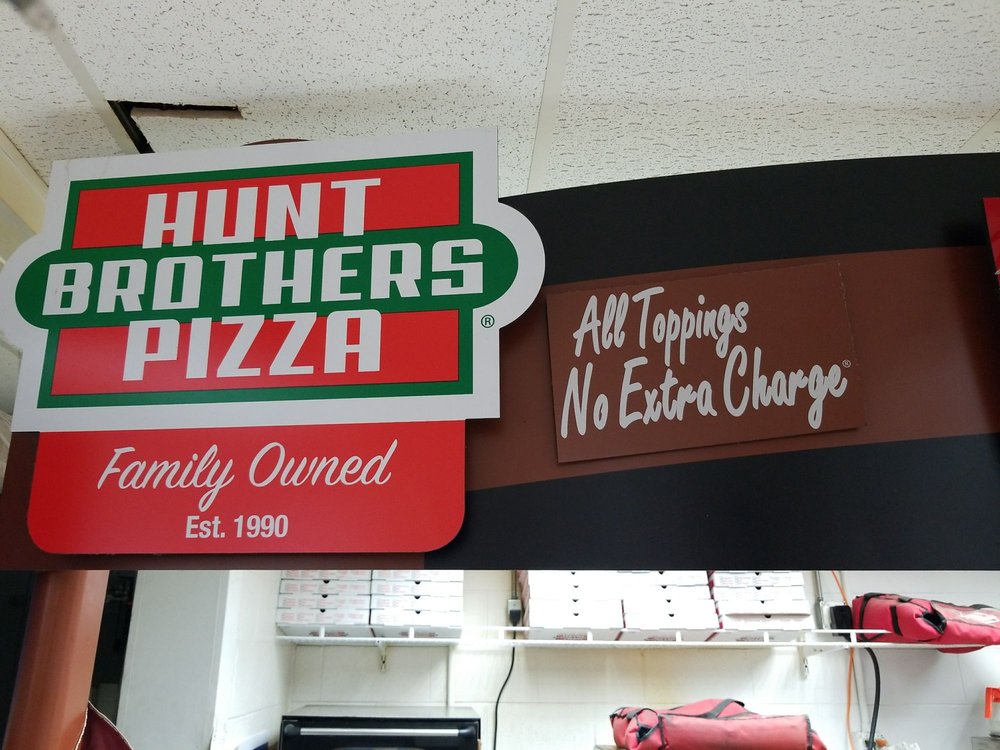 HUNT
BROTHERS
PIZZA
®
Family Owned
Est. 1990
All Toppings
No Extra Charge®